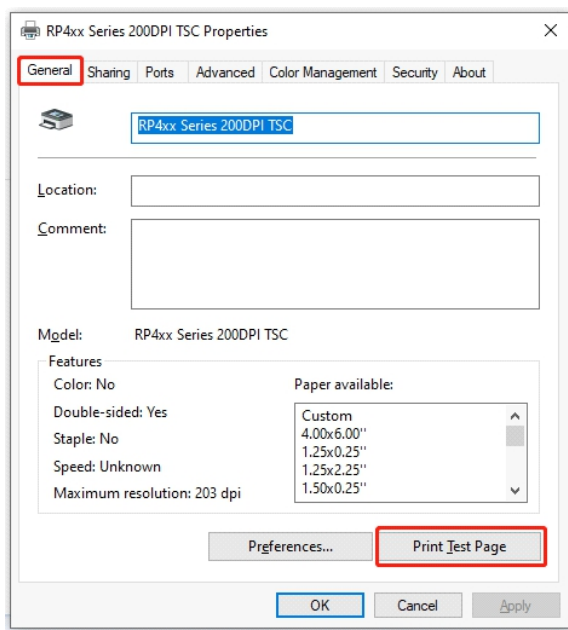 RP4xx Series 200DPI TSC Properties
General Sharing Ports Advanced Color Management Security About
RP4xx Series 200DPI TSC
Location:
Comment:
Model: RP4xx Series 200DPI TSC
Features
Color: No
Double-sided: Yes
Staple: No
Speed: Unknown
Maximum resolution: 203 dpi
Paper available:
Custom
4.00x6.00''
1.25x0.25''
1.25x2.25''
1.50x0.25''
Preferences... Print Test Page
OK Cancel Apply